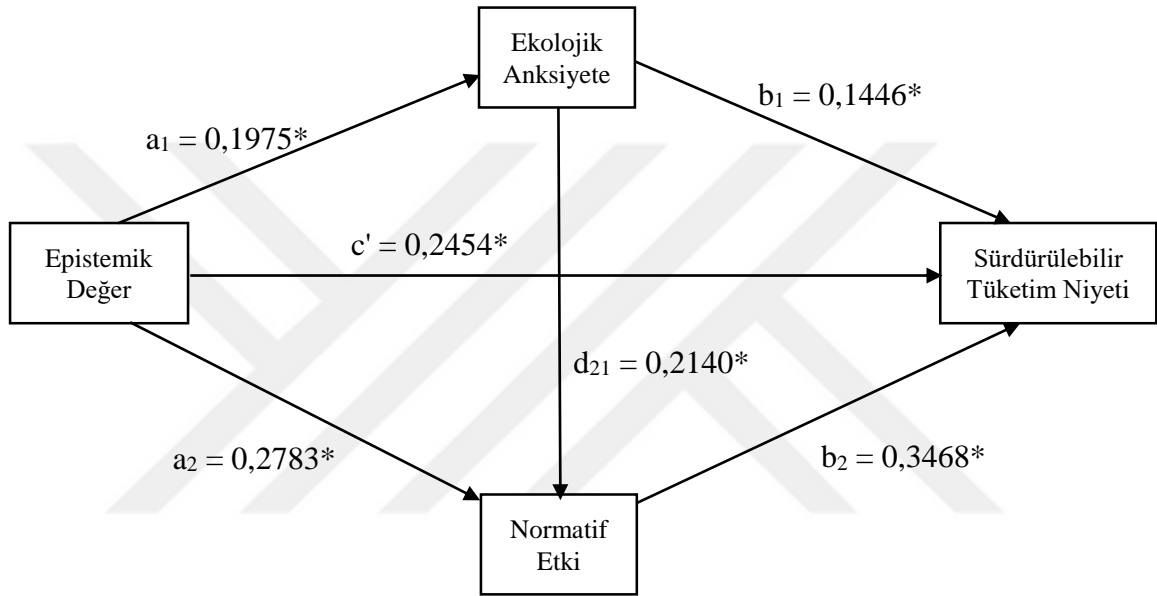 Ekolojik
Anksiyete
b₁ = 0,1446*
a₁ = 0,1975*
Epistemik
Değer
c' = 0,2454*
Sürdürülebilir
Tüketim Niyeti
d₂₁ = 0,2140*
a₂ = 0,2783*
b₂ = 0,3468*
Normatif
Etki